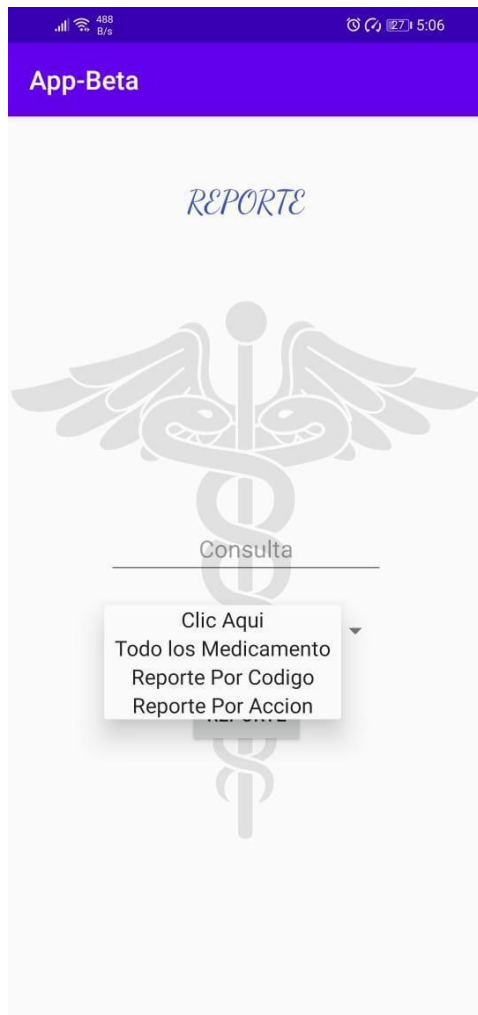 488
B/s
27 5:06
App-Beta
REPORTE
Consulta
Clic Aqui
Todo los Medicamento
Reporte Por Codigo
Reporte Por Accion
REPORTE